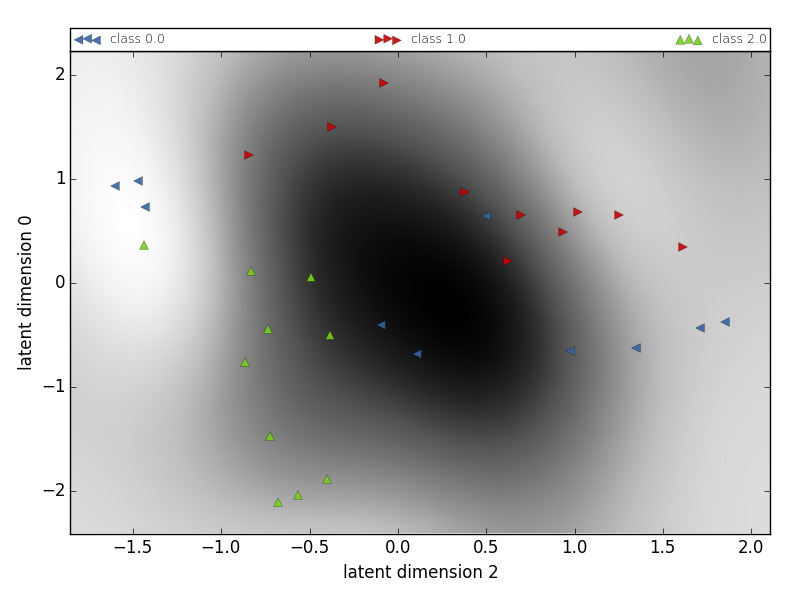 class 0.0 class 1.0 class 2.0
2
1
0
−1
−2
−1.5 −1.0 −0.5 0.0 0.5 1.0 1.5 2.0
latent dimension 0
latent dimension 2